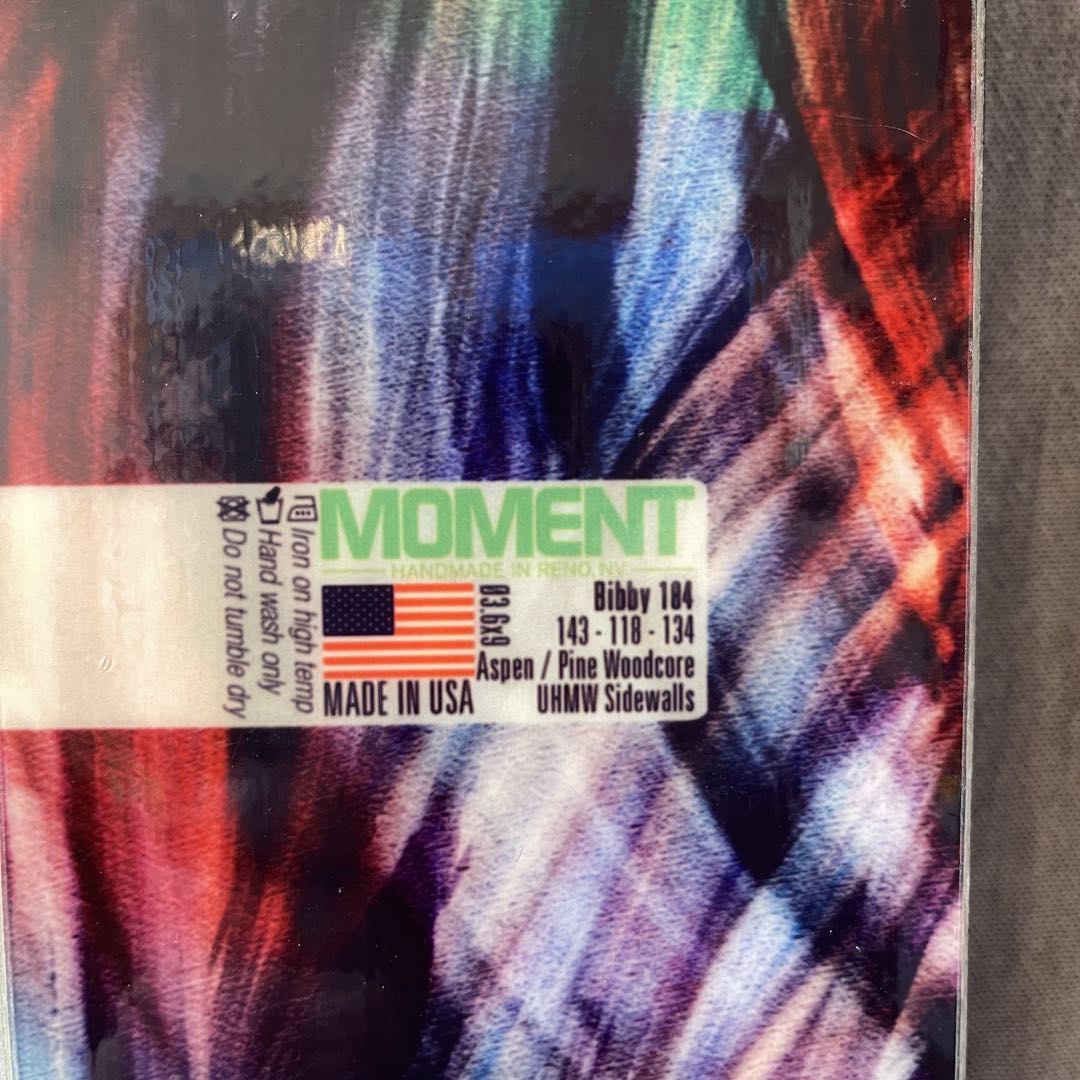 MOMENT
HANDMADE IN RENO, NV
Bibby 184
143 - 118 - 134
Aspen / Pine Woodcore
UHMW Sidewalls
Ø3.6x9
MADE IN USA
Iron on high temp
Hand wash only
Do not tumble dry